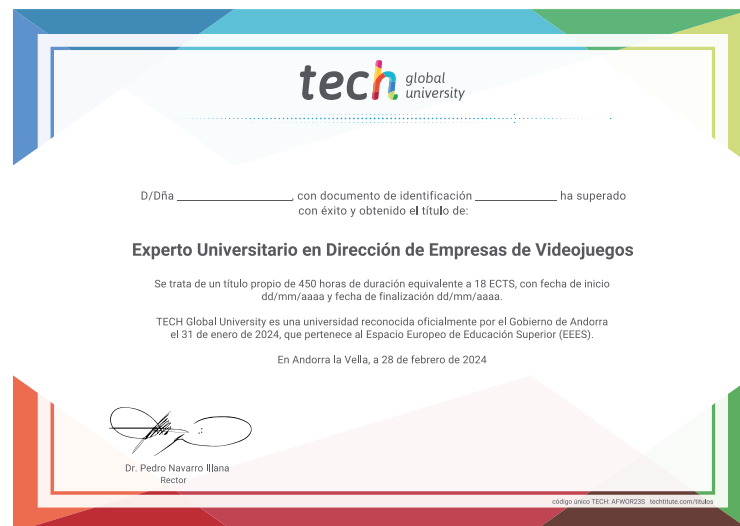 tech global university
D/Dña ____________________, con documento de identificación ______________ ha superado
con éxito y obtenido el título de:
Experto Universitario en Dirección de Empresas de Videojuegos
Se trata de un título propio de 450 horas de duración equivalente a 18 ECTS, con fecha de inicio
dd/mm/aaaa y fecha de finalización dd/mm/aaaa.
TECH Global University es una universidad reconocida oficialmente por el Gobierno de Andorra
el 31 de enero de 2024, que pertenece al Espacio Europeo de Educación Superior (EEES).
En Andorra la Vella, a 28 de febrero de 2024
Dr. Pedro Navarro Illana
Rector
código único TECH: AFWOR23S techtitute.com/titulos